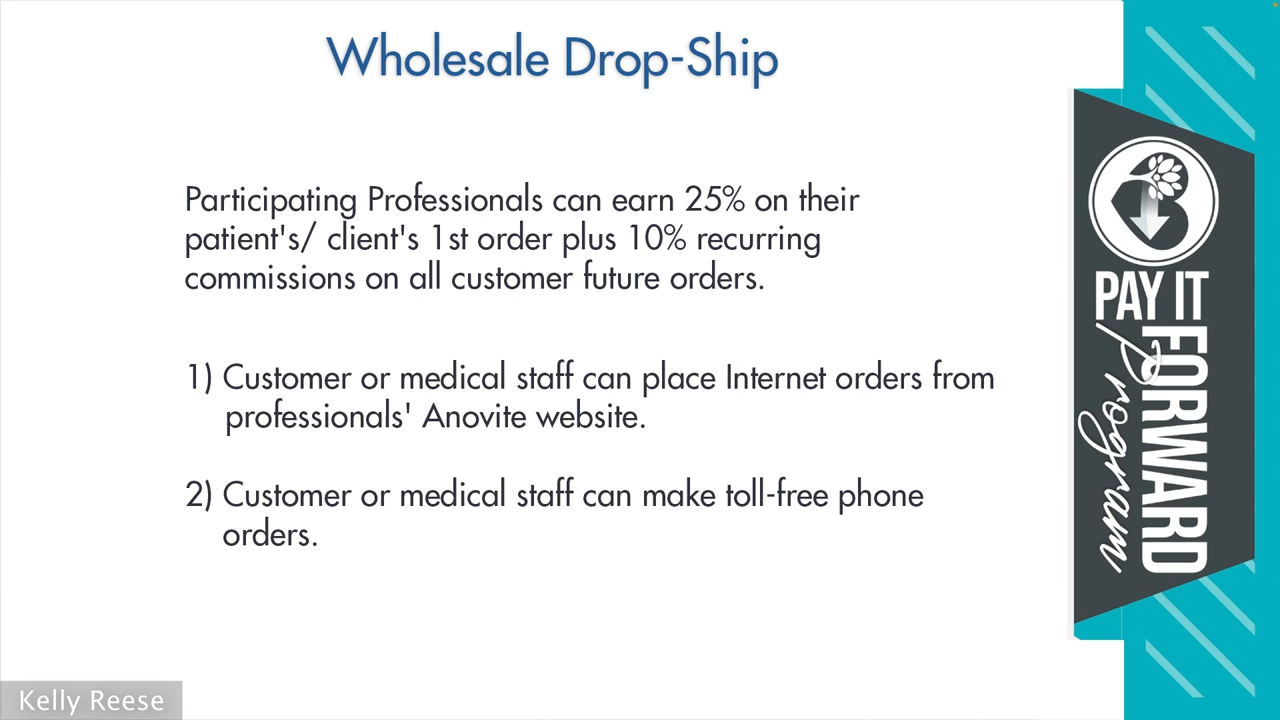 Wholesale Drop-Ship
Participating Professionals can earn 25% on their
patient's/ client's 1st order plus 10% recurring
commissions on all customer future orders.
1) Customer or medical staff can place Internet orders from
professionals' Anovite website.
2) Customer or medical staff can make toll-free phone
orders.
PAY IT
FORWARD
Program
Kelly Reese